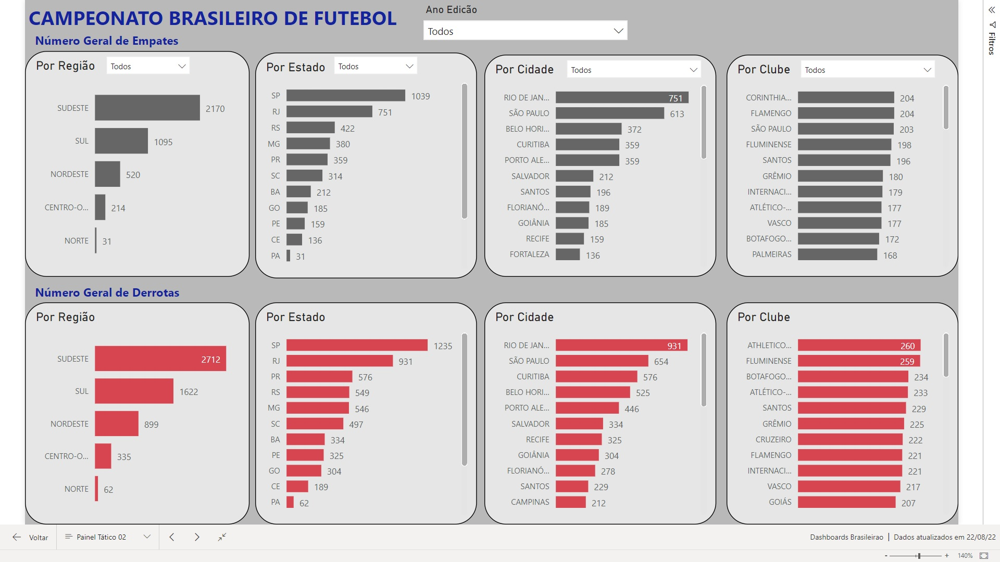 CAMPEONATO BRASILEIRO DE FUTEBOL
Ano Edicão
Todos
Filtros
Número Geral de Empates
Por Região
Todos
SUDESTE 2170
SUL 1095
NORDESTE 520
CENTRO-O... 214
NORTE 31
Por Estado
Todos
SP 1039
RJ 751
RS 422
MG 380
PR 359
SC 314
BA 212
GO 185
PE 159
CE 136
PA 31
Por Cidade
Todos
RIO DE JAN... 751
SÃO PAULO 613
BELO HORI... 372
CURITIBA 359
PORTO ALE... 359
SALVADOR 212
SANTOS 196
FLORIANÓ... 189
GOIÂNIA 185
RECIFE 159
FORTALEZA 136
Por Clube
Todos
CORINTHIA... 204
FLAMENGO 204
SÃO PAULO 203
FLUMINENSE 198
SANTOS 196
GRÊMIO 180
INTERNACI... 179
ATLÉTICO-... 177
VASCO 177
BOTAFOGO... 172
PALMEIRAS 168
Número Geral de Derrotas
Por Região
SUDESTE 2712
SUL 1622
NORDESTE 899
CENTRO-O... 335
NORTE 62
Por Estado
SP 1235
RJ 931
PR 576
RS 549
MG 546
SC 497
BA 334
PE 325
GO 304
CE 189
PA 62
Por Cidade
RIO DE JAN... 931
SÃO PAULO 654
CURITIBA 576
BELO HORI... 525
PORTO ALE... 446
SALVADOR 334
RECIFE 325
GOIÂNIA 304
FLORIANÓ... 278
SANTOS 229
CAMPINAS 212
Por Clube
ATHLETICO... 260
FLUMINENSE 259
BOTAFOGO... 234
ATLÉTICO-... 233
SANTOS 229
GRÊMIO 225
CRUZEIRO 222
FLAMENGO 221
INTERNACI... 221
VASCO 217
GOIÁS 207
Voltar
Painel Tático 02
Dashboards Brasileirao | Dados atualizados em 22/08/22
- + 140%